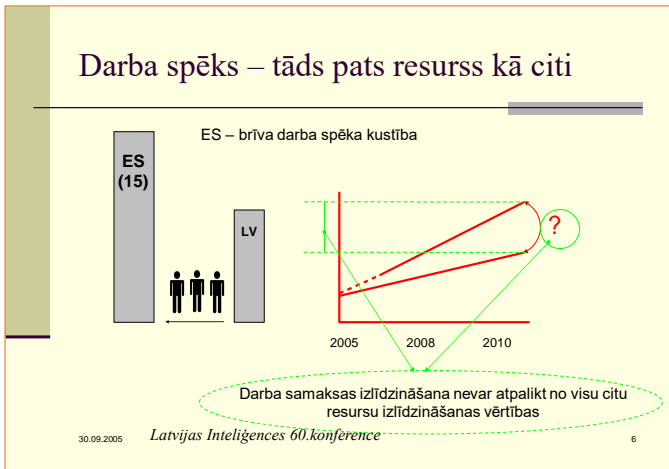 Darba spēks – tāds pats resurss kā citi
ES – brīva darba spēka kustība
ES
(15)
LV
?
2005 2008 2010
Darba samaksas izlīdzināšana nevar atpalikt no visu citu
resursu izlīdzināšanas vērtības
30.09.2005 Latvijas Inteliģences 60.konference 6